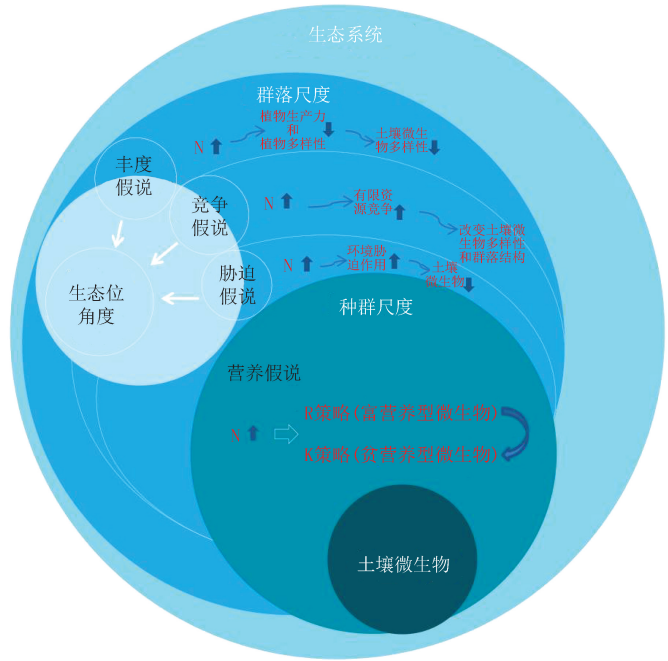 生态系统
群落尺度
N
植物生产力
和
植物多样性
土壤微生
物多样性
丰度
假说
竞争
假说
N
有限资
源竞争
改变土壤微
生物多样性
和群落结构
胁迫
假说
N
环境胁
迫作用
土壤
微生物
生态位
角度
种群尺度
营养假说
N
R策略(富营养型微生物)
K策略(贫营养型微生物)
土壤微生物